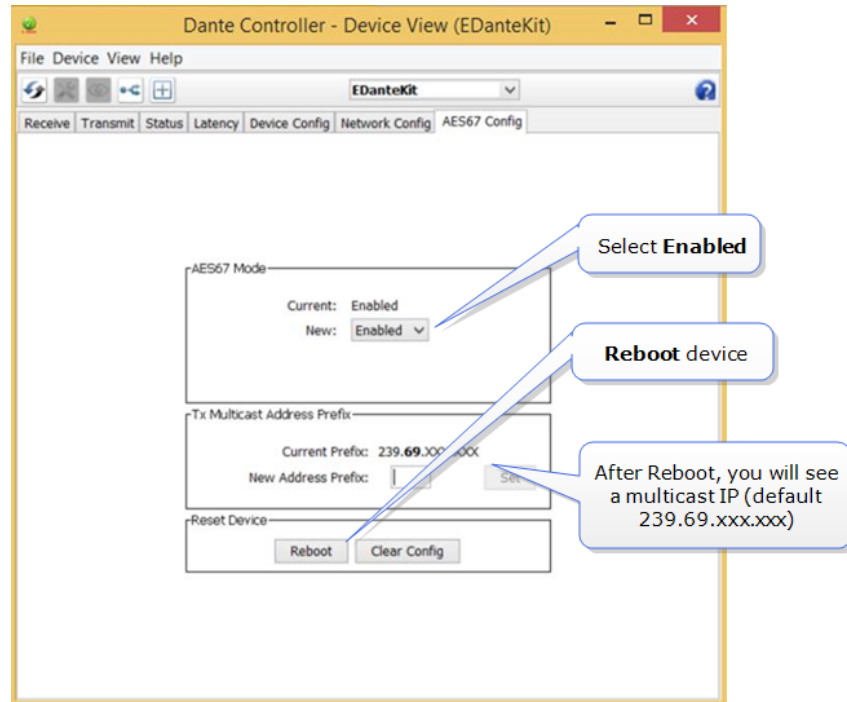 Dante Controller - Device View (EDanteKit)
File Device View Help
EDanteKit
Receive Transmit Status Latency Device Config Network Config AES67 Config
Select Enabled
AES67 Mode
Current: Enabled
New: Enabled
Reboot device
Tx Multicast Address Prefix
Current Prefix: 239.69.XXX.XXX
New Address Prefix: Set
After Reboot, you will see
a multicast IP (default
239.69.xxx.xxx)
Reset Device
Reboot Clear Config